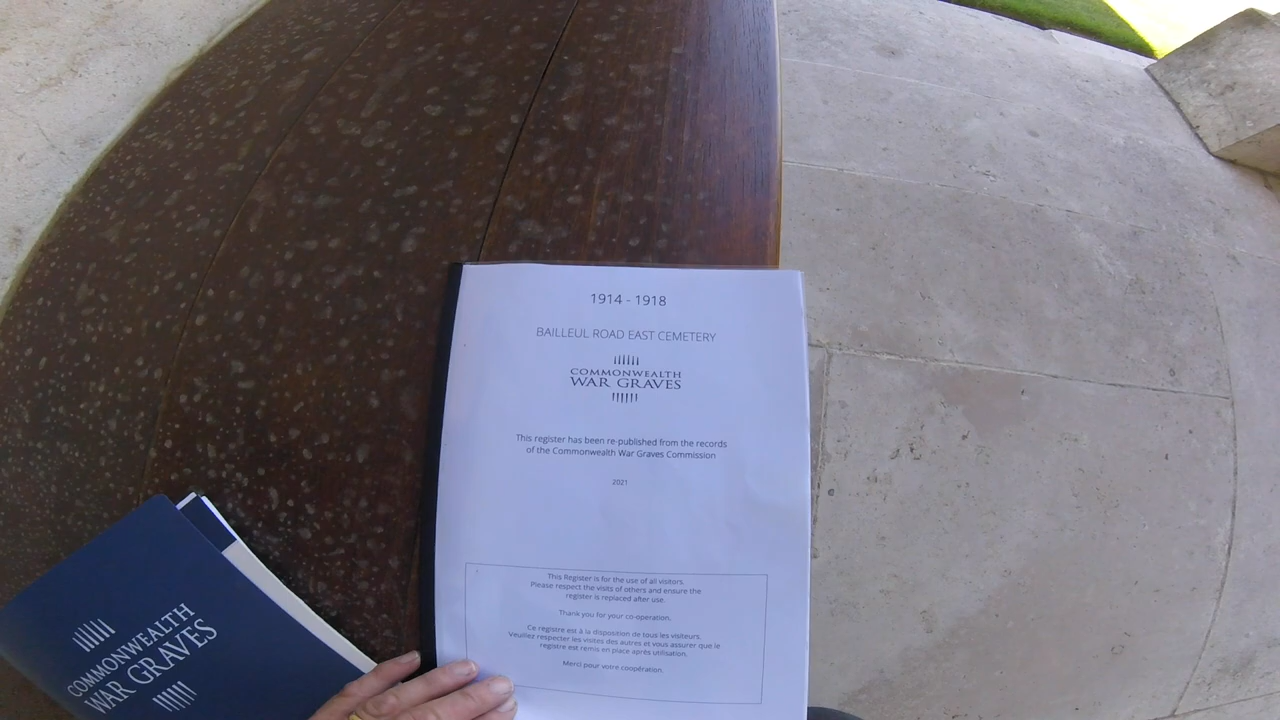 1914 - 1918
BAILLEUL ROAD EAST CEMETERY
COMMONWEALTH
WAR GRAVES
This register has been re-published from the records
of the Commonwealth War Graves Commission
2021
This Register is for the use of all visitors.
Please respect the visits of others and ensure the
register is replaced after use.
Thank you for your co-operation.
Ce registre est à la disposition de tous les visiteurs.
Veuillez respecter les visites des autres et vous assurer que le
registre est remis en place après utilisation.
Merci pour votre coopération.
COMMONWEALTH
WAR GRAVES